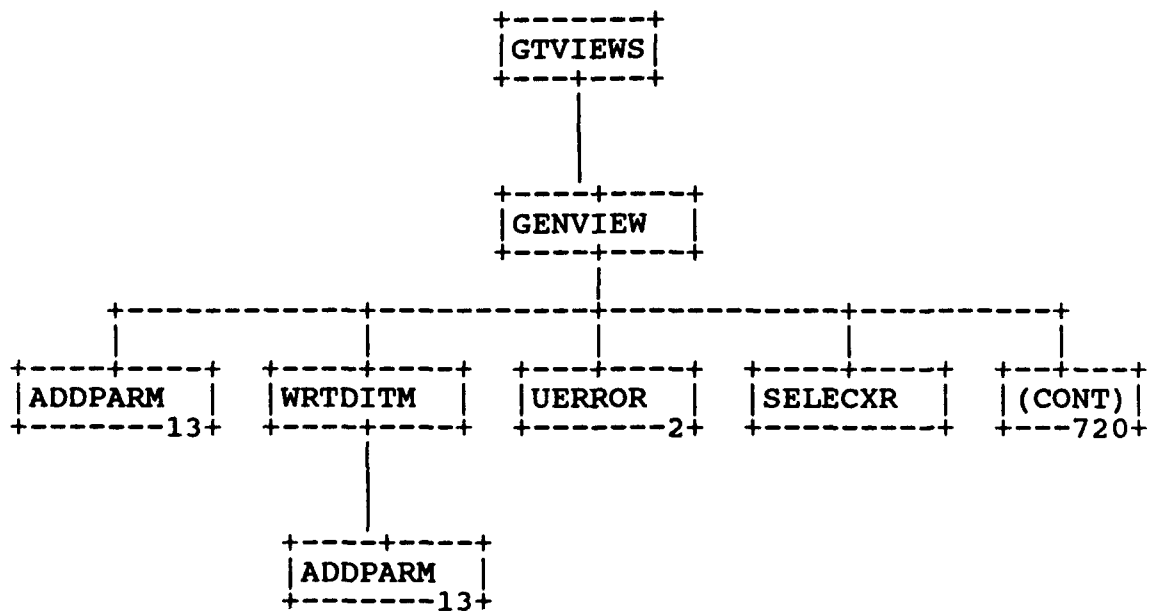 GTVIEWS
GENVIEW
ADDPARM WRTDITM UERROR SELECXR (CONT)
13 2 720
ADDPARM
13